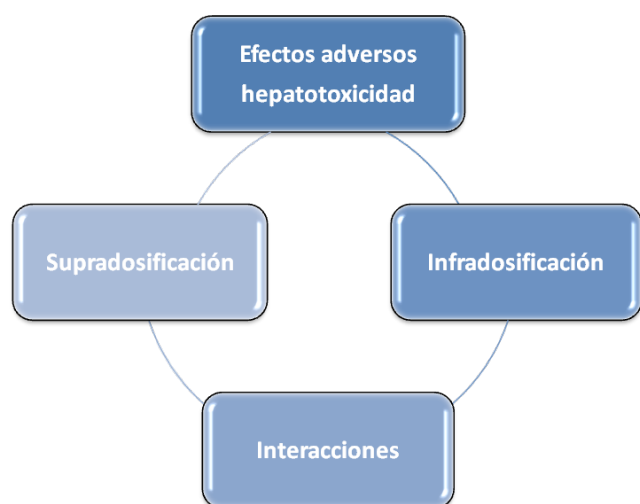 Efectos adversos
hepatotoxicidad
Supradosificación
Infradosificación
Interacciones